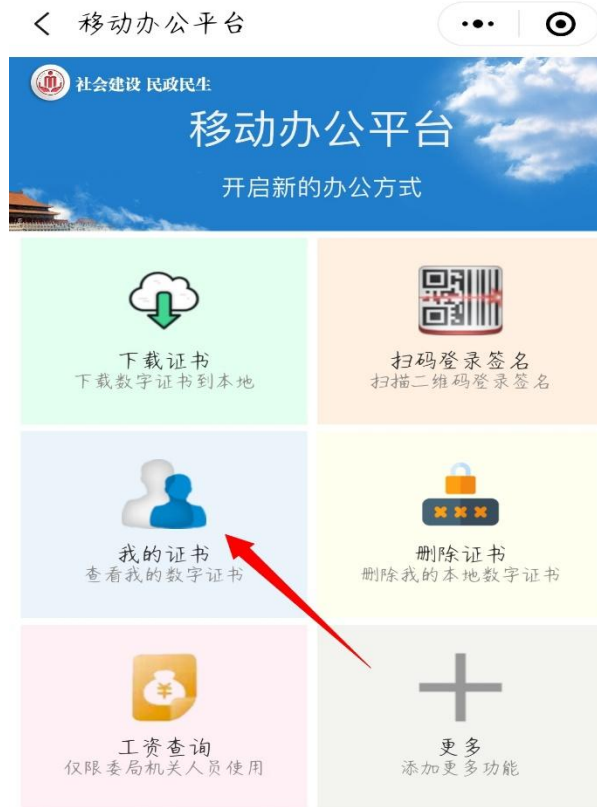 移动办公平台
社会建设 民政民生
移动办公平台
开启新的办公方式
下载证书
下载数字证书到本地
扫码登录签名
扫描二维码登录签名
我的证书
查看我的数字证书
删除证书
删除我的本地数字证书
工资查询
仅限委局机关人员使用
更多
添加更多功能